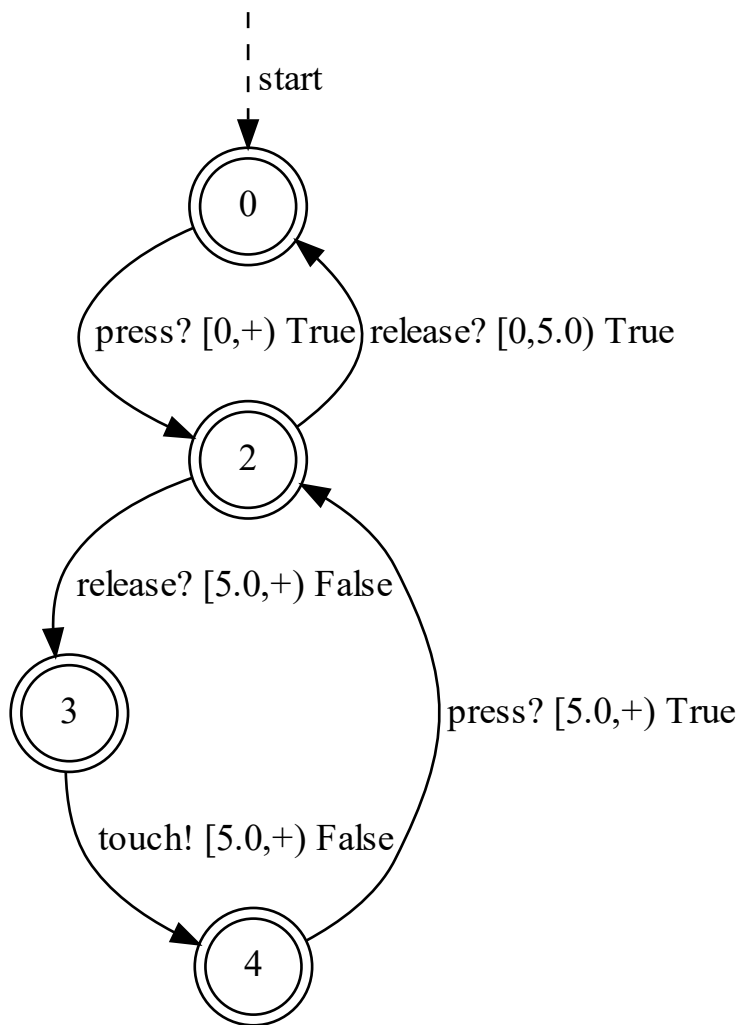 start
0
press? [0,+) True
release? [0,5.0) True
2
release? [5.0,+) False
3
press? [5.0,+) True
touch! [5.0,+) False
4